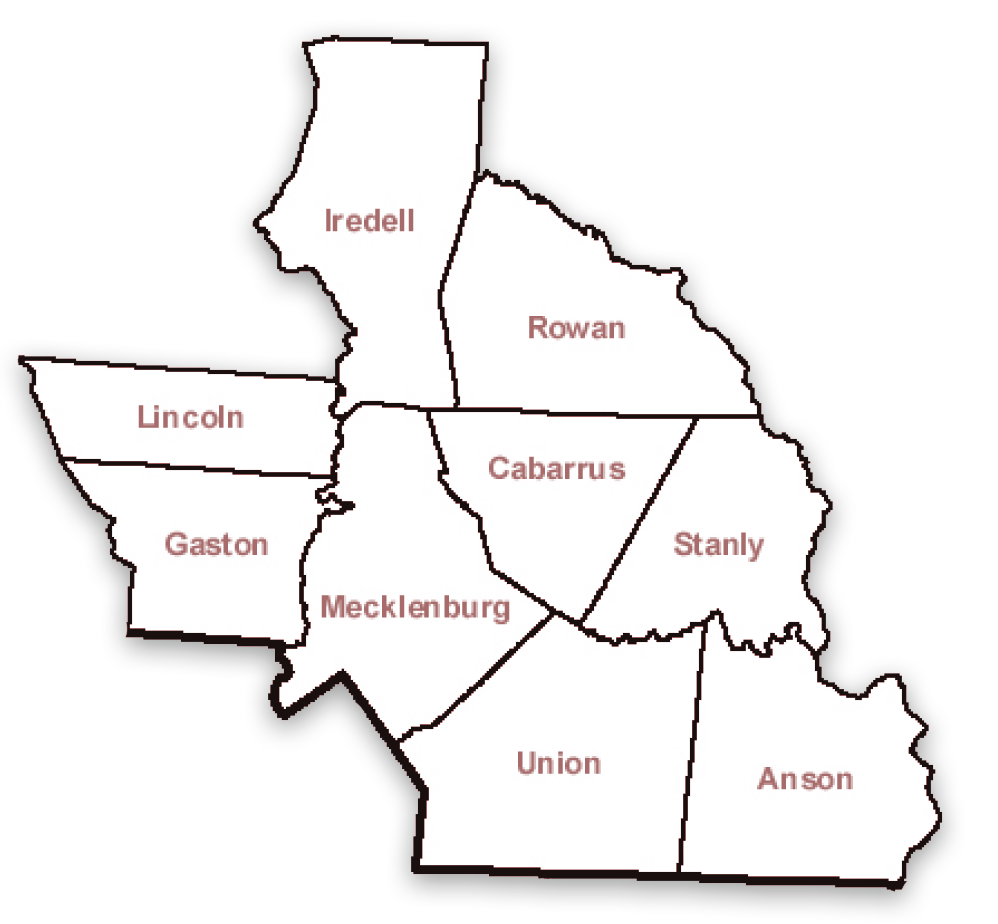 Iredell
Rowan
Lincoln
Cabarrus
Gaston
Stanly
Mecklenburg
Union
Anson